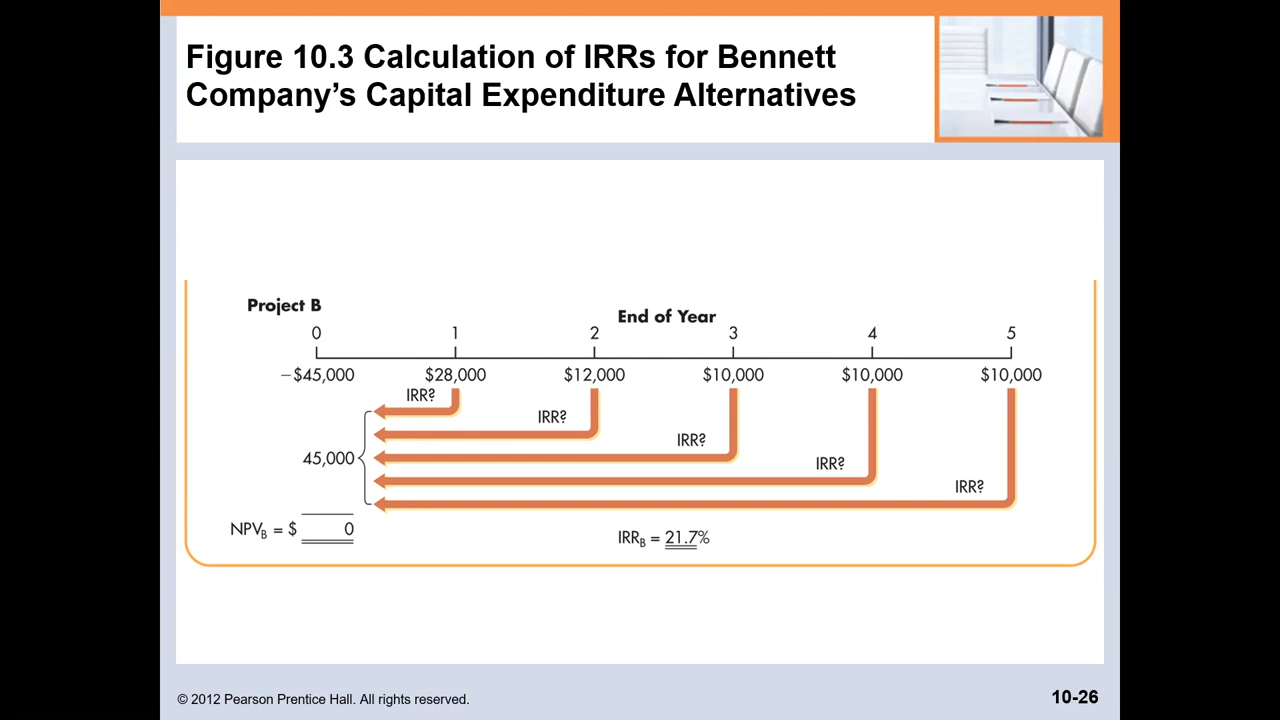 Figure 10.3 Calculation of IRRs for Bennett
Company’s Capital Expenditure Alternatives
Project B
End of Year
0 1 2 3 4 5
−$45,000 $28,000 $12,000 $10,000 $10,000 $10,000
IRR?
IRR?
IRR?
45,000
IRR?
IRR?
NPVB = $ 0
IRRB = 21.7%
© 2012 Pearson Prentice Hall. All rights reserved.
10-26